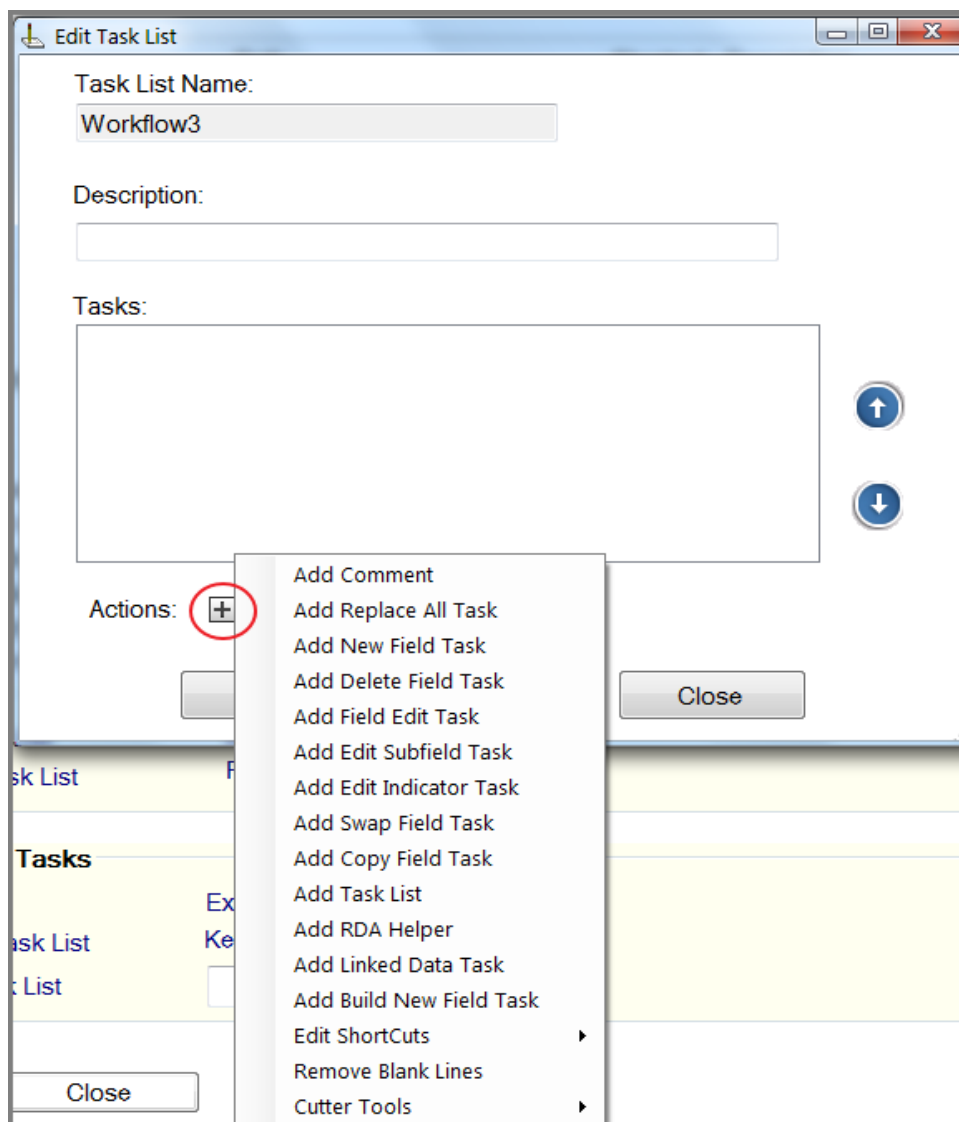 Edit Task List
Task List Name:
Workflow3
Description:
Tasks:
Actions:
Close
Add Comment
Add Replace All Task
Add New Field Task
Add Delete Field Task
Add Field Edit Task
Add Edit Subfield Task
Add Edit Indicator Task
Add Swap Field Task
Add Copy Field Task
Add Task List
Add RDA Helper
Add Linked Data Task
Add Build New Field Task
Edit ShortCuts
Remove Blank Lines
Cutter Tools
sk List
Tasks
Ex
ask List
Ke
List
Close